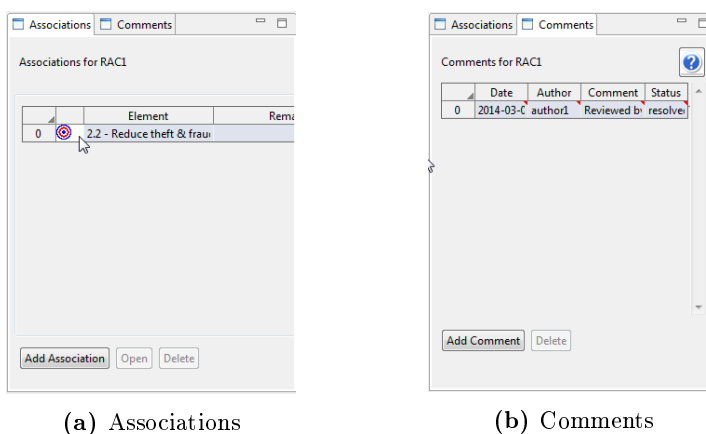 Associations Comments
Associations for RAC1
Element Rema
0 2.2 - Reduce theft & frau
Add Association Open Delete
(a) Associations
Associations Comments
Comments for RAC1
Date Author Comment Status
0 2014-03-0 author1 Reviewed by resolve
Add Comment Delete
(b) Comments